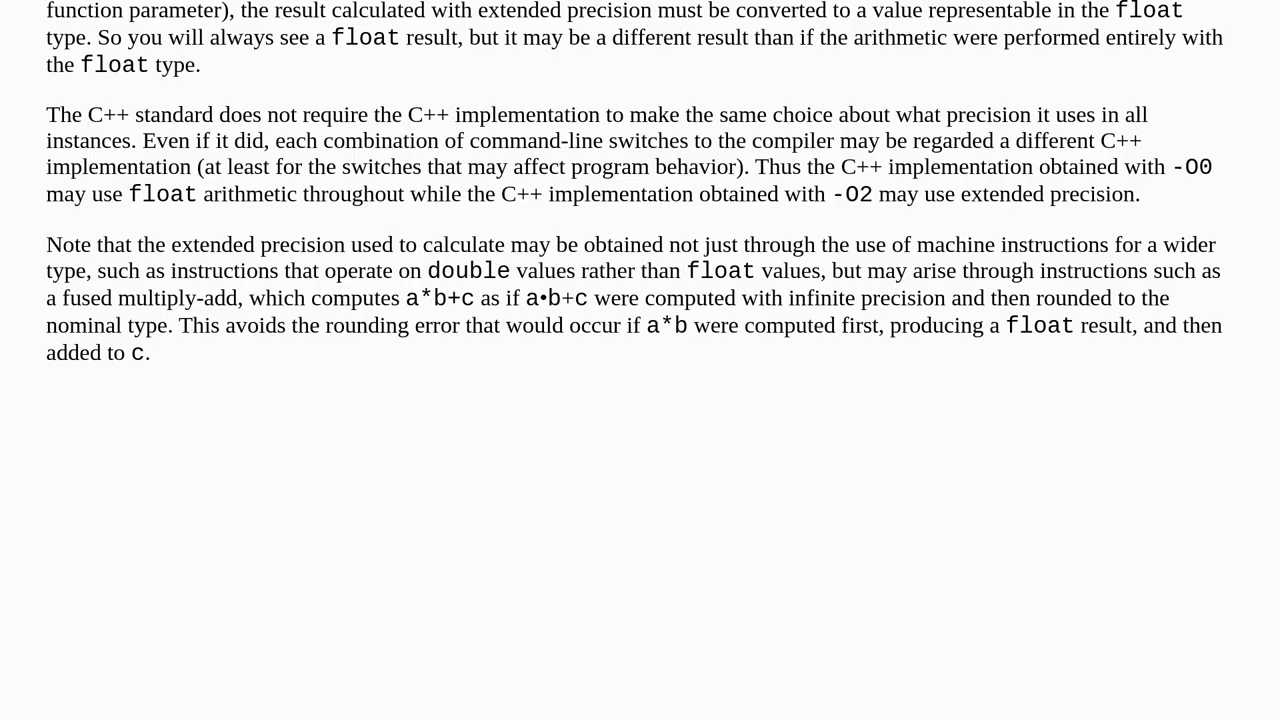 function parameter), the result calculated with extended precision must be converted to a value representable in the float
type. So you will always see a float result, but it may be a different result than if the arithmetic were performed entirely with
the float type.
The C++ standard does not require the C++ implementation to make the same choice about what precision it uses in all
instances. Even if it did, each combination of command-line switches to the compiler may be regarded a different C++
implementation (at least for the switches that may affect program behavior). Thus the C++ implementation obtained with -O0
may use float arithmetic throughout while the C++ implementation obtained with -O2 may use extended precision.
Note that the extended precision used to calculate may be obtained not just through the use of machine instructions for a wider
type, such as instructions that operate on double values rather than float values, but may arise through instructions such as
a fused multiply-add, which computes a*b+c as if a•b+c were computed with infinite precision and then rounded to the
nominal type. This avoids the rounding error that would occur if a*b were computed first, producing a float result, and then
added to c.